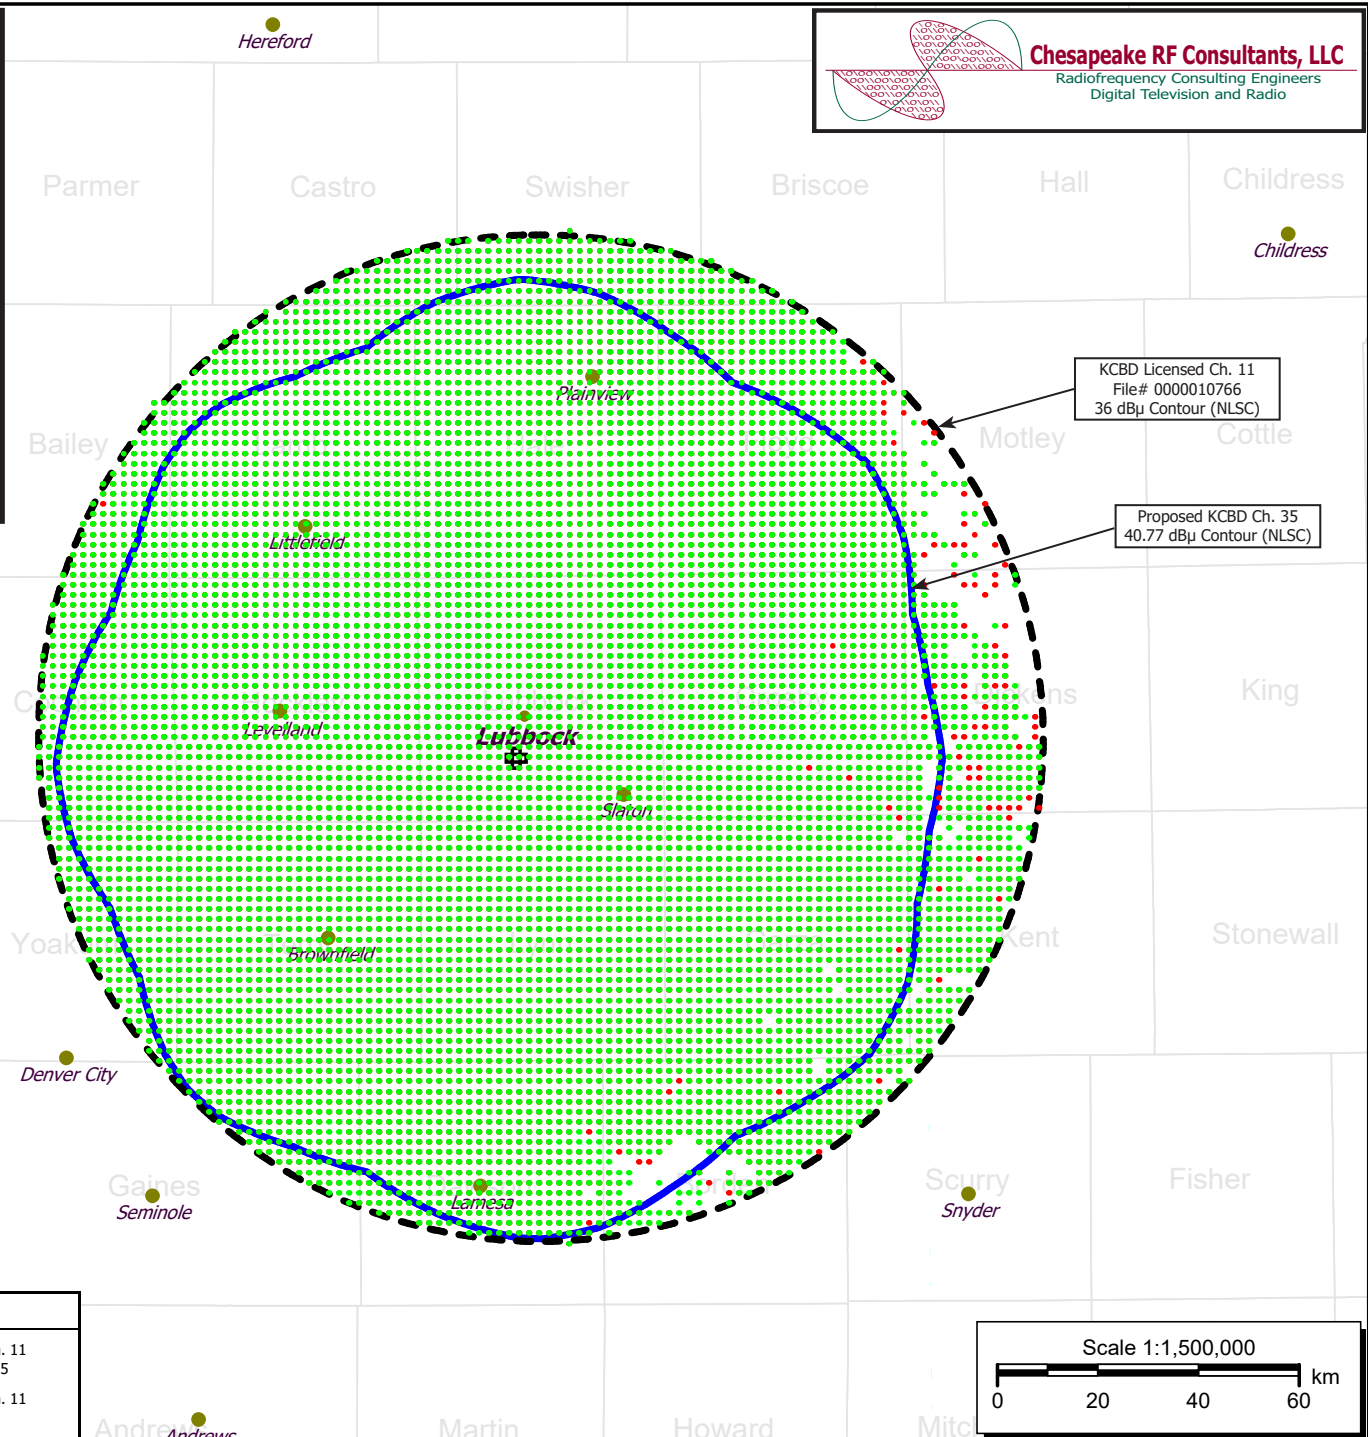 Hereford
Chesapeake RF Consultants, LLC
Radiofrequency Consulting Engineers
Digital Television and Radio
Parmer
Castro
Swisher
Briscoe
Hall
Childress
Childress
KCBD Licensed Ch. 11
File# 0000010766
36 dBµ Contour (NLSC)
Plainview
Bailey
Motley
Cottle
Proposed KCBD Ch. 35
40.77 dBµ Contour (NLSC)
Littlefield
King
Levelland
Lubbock
Slaton
Kent
Stonewall
Brownfield
Denver City
Gaines
Seminole
Lamesa
Scurry
Snyder
Fisher
11
5
11
Scale 1:1,500,000
km
0 20 40 60
Andrews
Andrews
Martin
Howard